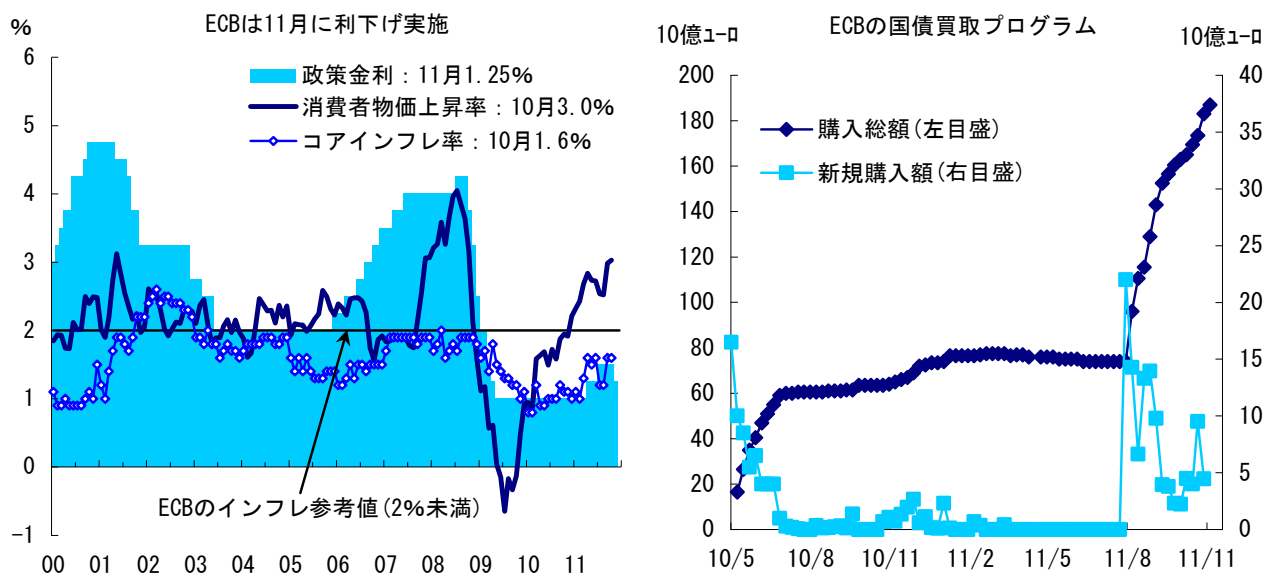 ECBは11月に利下げ実施
%
政策金利：11月1.25%
消費者物価上昇率：10月3.0%
コアインフレ率：10月1.6%
6
5
4
3
2
1
0
-1
ECBのインフレ参考値(2%未満)
00 01 02 03 04 05 06 07 08 09 10 11
ECBの国債買取プログラム
10億ﾕｰﾛ 10億ﾕｰﾛ
購入総額(左目盛)
新規購入額(右目盛)
200 40
180
160 35
140 30
120 25
100 20
80
60 15
40 10
20 5
0 0
10/5 10/8 10/11 11/2 11/5 11/8 11/11